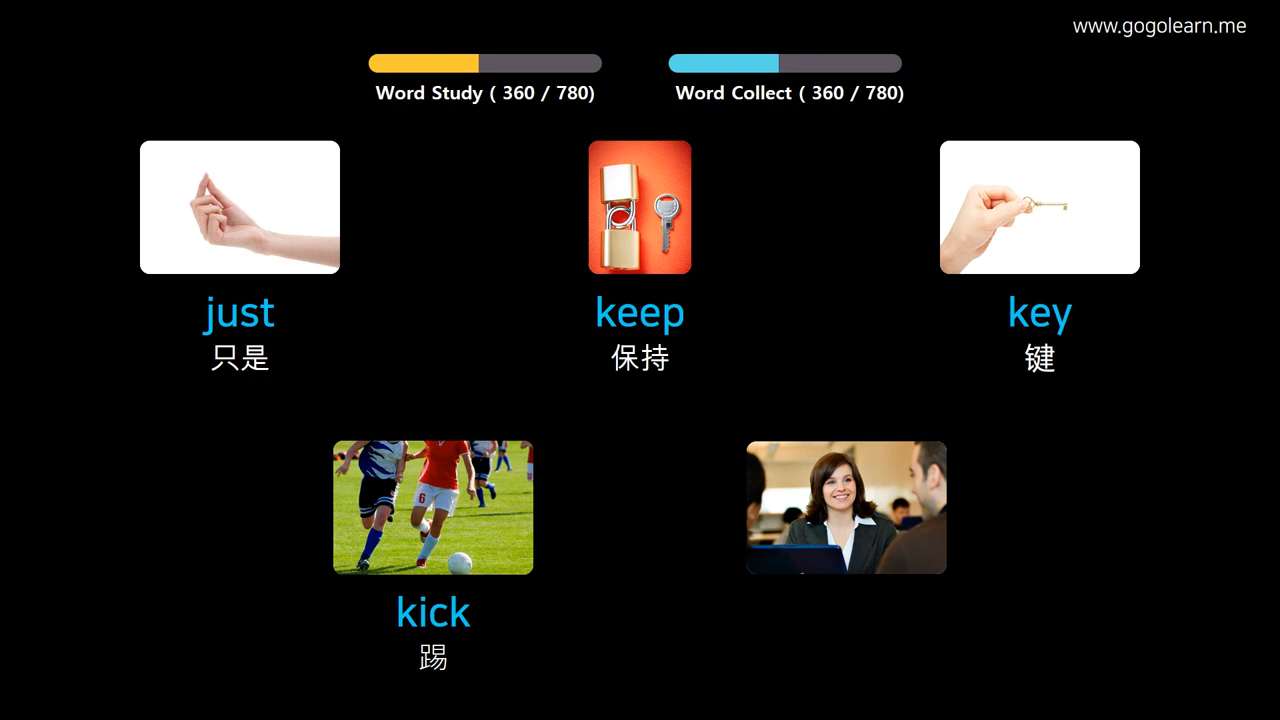 www.gogolearn.me
Word Study ( 360 / 780)
Word Collect ( 360 / 780)
just
只是
keep
保持
key
键
kick
踢
6